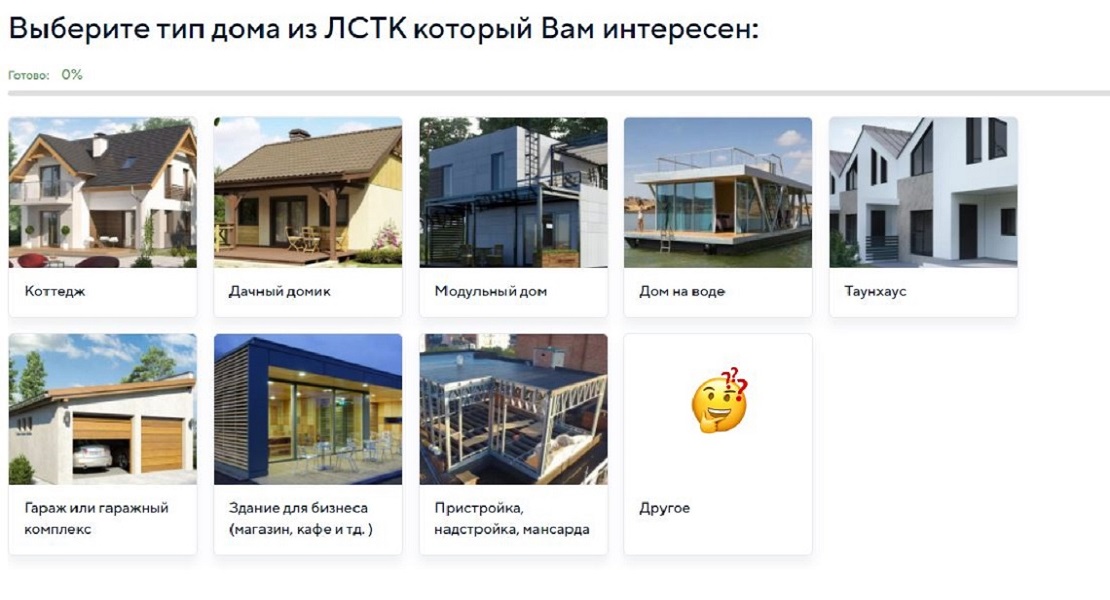 Выберите тип дома из ЛСТК который Вам интересен:
Готово: 0%
Коттедж
Дачный домик
Модульный дом
Дом на воде
Таунхаус
Гараж или гаражный
комплекс
Здание для бизнеса
(магазин, кафе и тд. )
Пристройка,
надстройка, мансарда
Другое